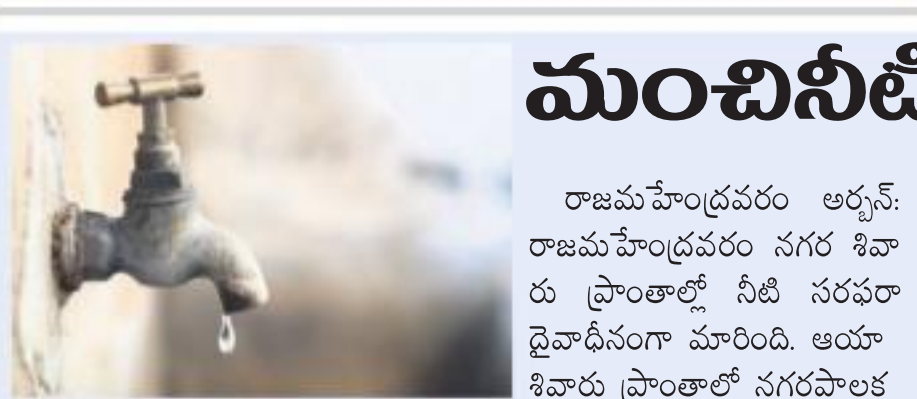 మంచినీటి
రాజమహేంద్రవరం అర్బన్:
రాజమహేంద్రవరం నగర శివా
రు ప్రాంతాల్లో నీటి సరఫరా
దైవాధీనంగా మారింది. ఆయా
శివారు ప్రాంతాలో నగరపాలక